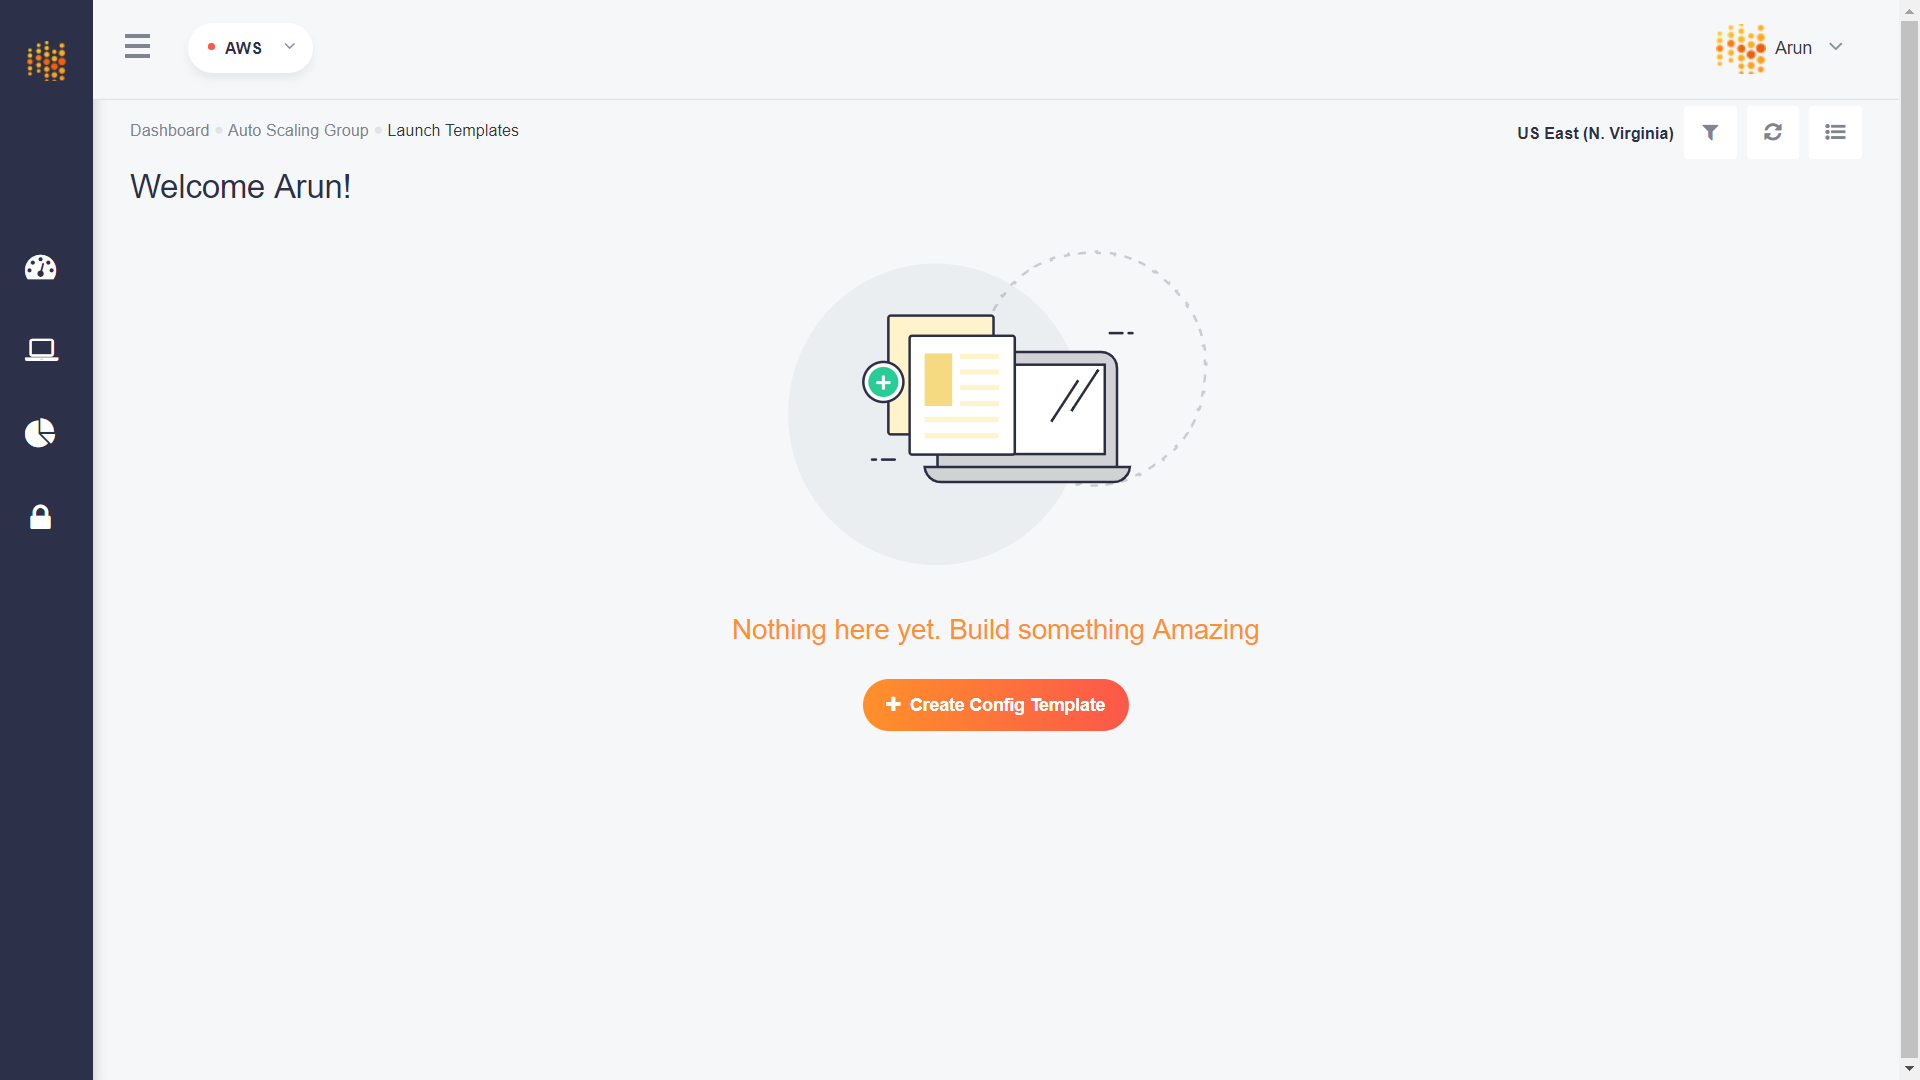 AWS
Arun
Dashboard Auto Scaling Group Launch Templates
US East (N. Virginia)
Welcome Arun!
Nothing here yet. Build something Amazing
Create Config Template